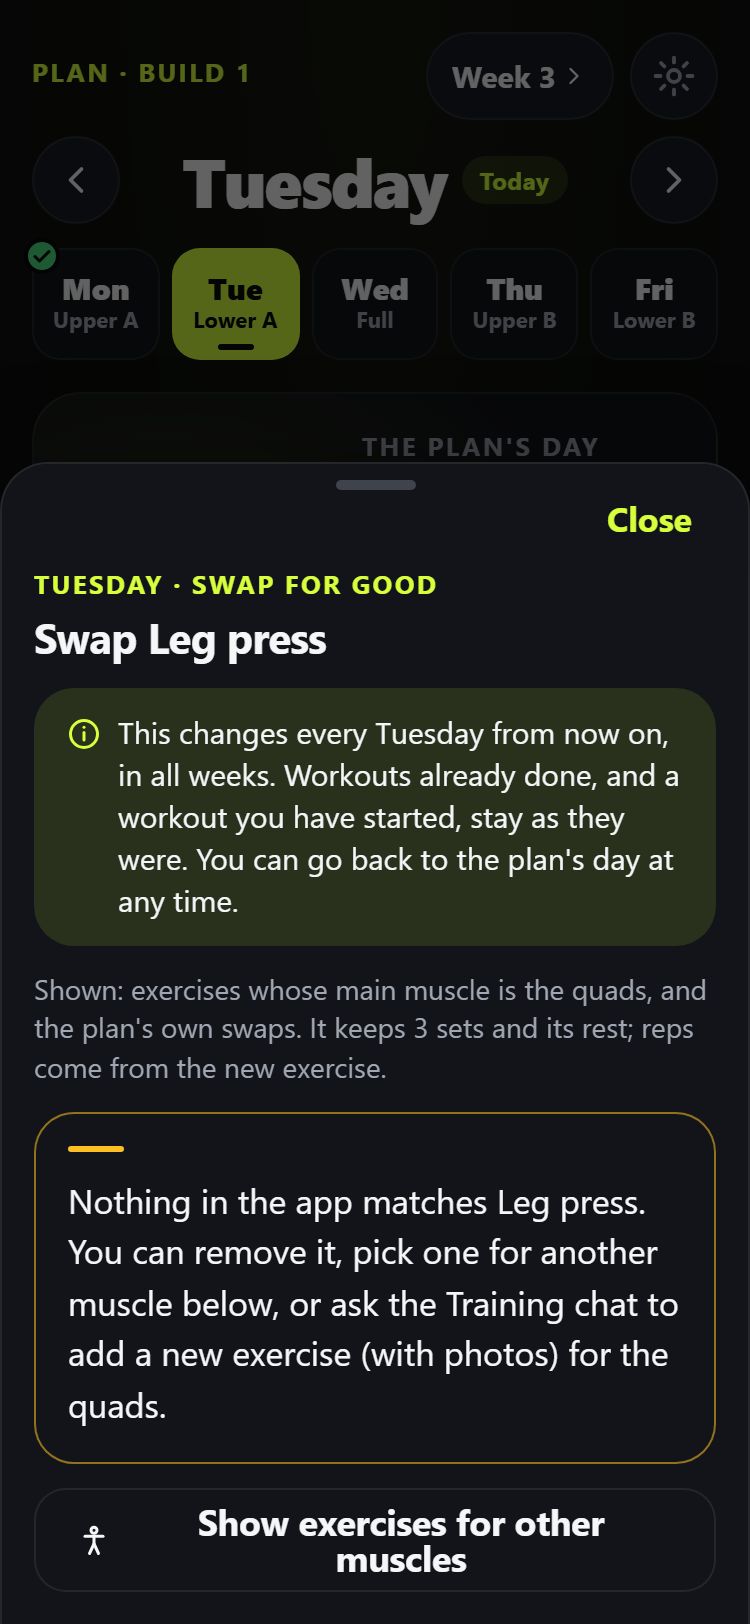 PLAN · BUILD 1
Week 3
Tuesday
Today
Mon
Upper A
Tue
Lower A
Wed
Full
Thu
Upper B
Fri
Lower B
THE PLAN'S DAY
Close
TUESDAY · SWAP FOR GOOD
Swap Leg press
This changes every Tuesday from now on,
in all weeks. Workouts already done, and a
workout you have started, stay as they
were. You can go back to the plan's day at
any time.
Shown: exercises whose main muscle is the quads, and
the plan's own swaps. It keeps 3 sets and its rest; reps
come from the new exercise.
Nothing in the app matches Leg press.
You can remove it, pick one for another
muscle below, or ask the Training chat to
add a new exercise (with photos) for the
quads.
Show exercises for other
muscles